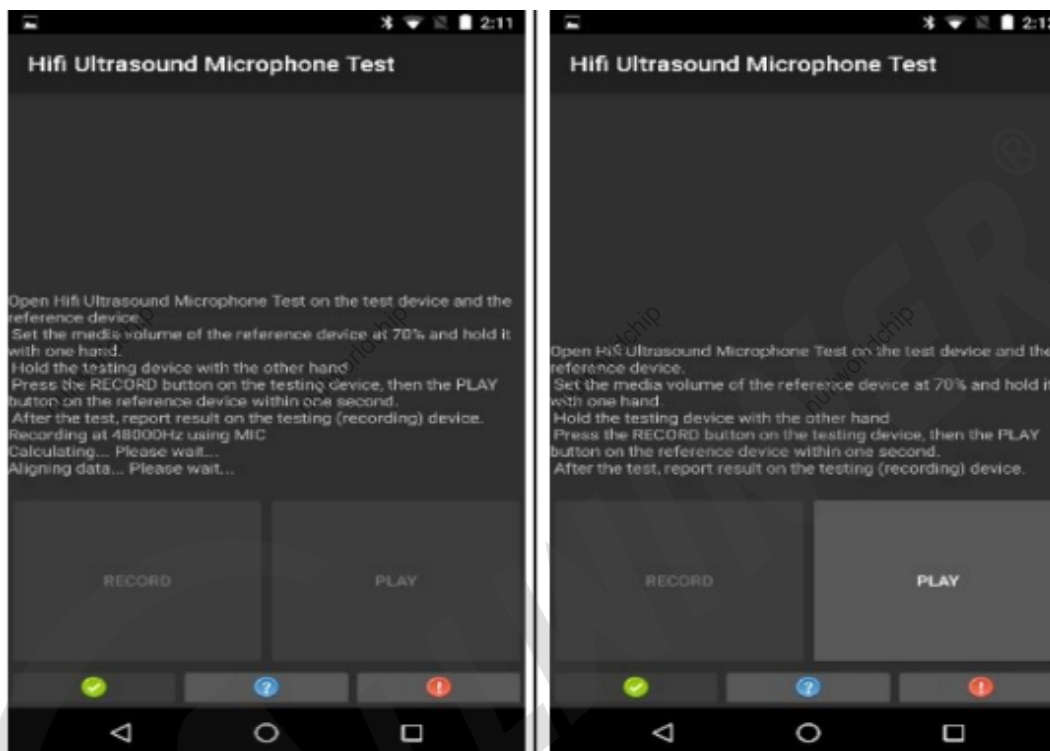 2:11
Hifi Ultrasound Microphone Test
Open Hifi Ultrasound Microphone Test on the test device and the
reference device.
Set the media volume of the reference device at 70% and hold it
with one hand.
Hold the testing device with the other hand
Press the RECORD button on the testing device, then the PLAY
button on the reference device within one second.
After the test, report result on the testing (recording) device.
Recording at 48000Hz using MIC
Calculating... Please wait...
Aligning data... Please wait...
RECORD PLAY
nuiworldchip
nuiworldchip
2:12
Hifi Ultrasound Microphone Test
Open Hifi Ultrasound Microphone Test on the test device and the
reference device.
Set the media volume of the reference device at 70% and hold it
with one hand.
Hold the testing device with the other hand
Press the RECORD button on the testing device, then the PLAY
button on the reference device within one second.
After the test, report result on the testing (recording) device.
RECORD PLAY
nuiworldchip